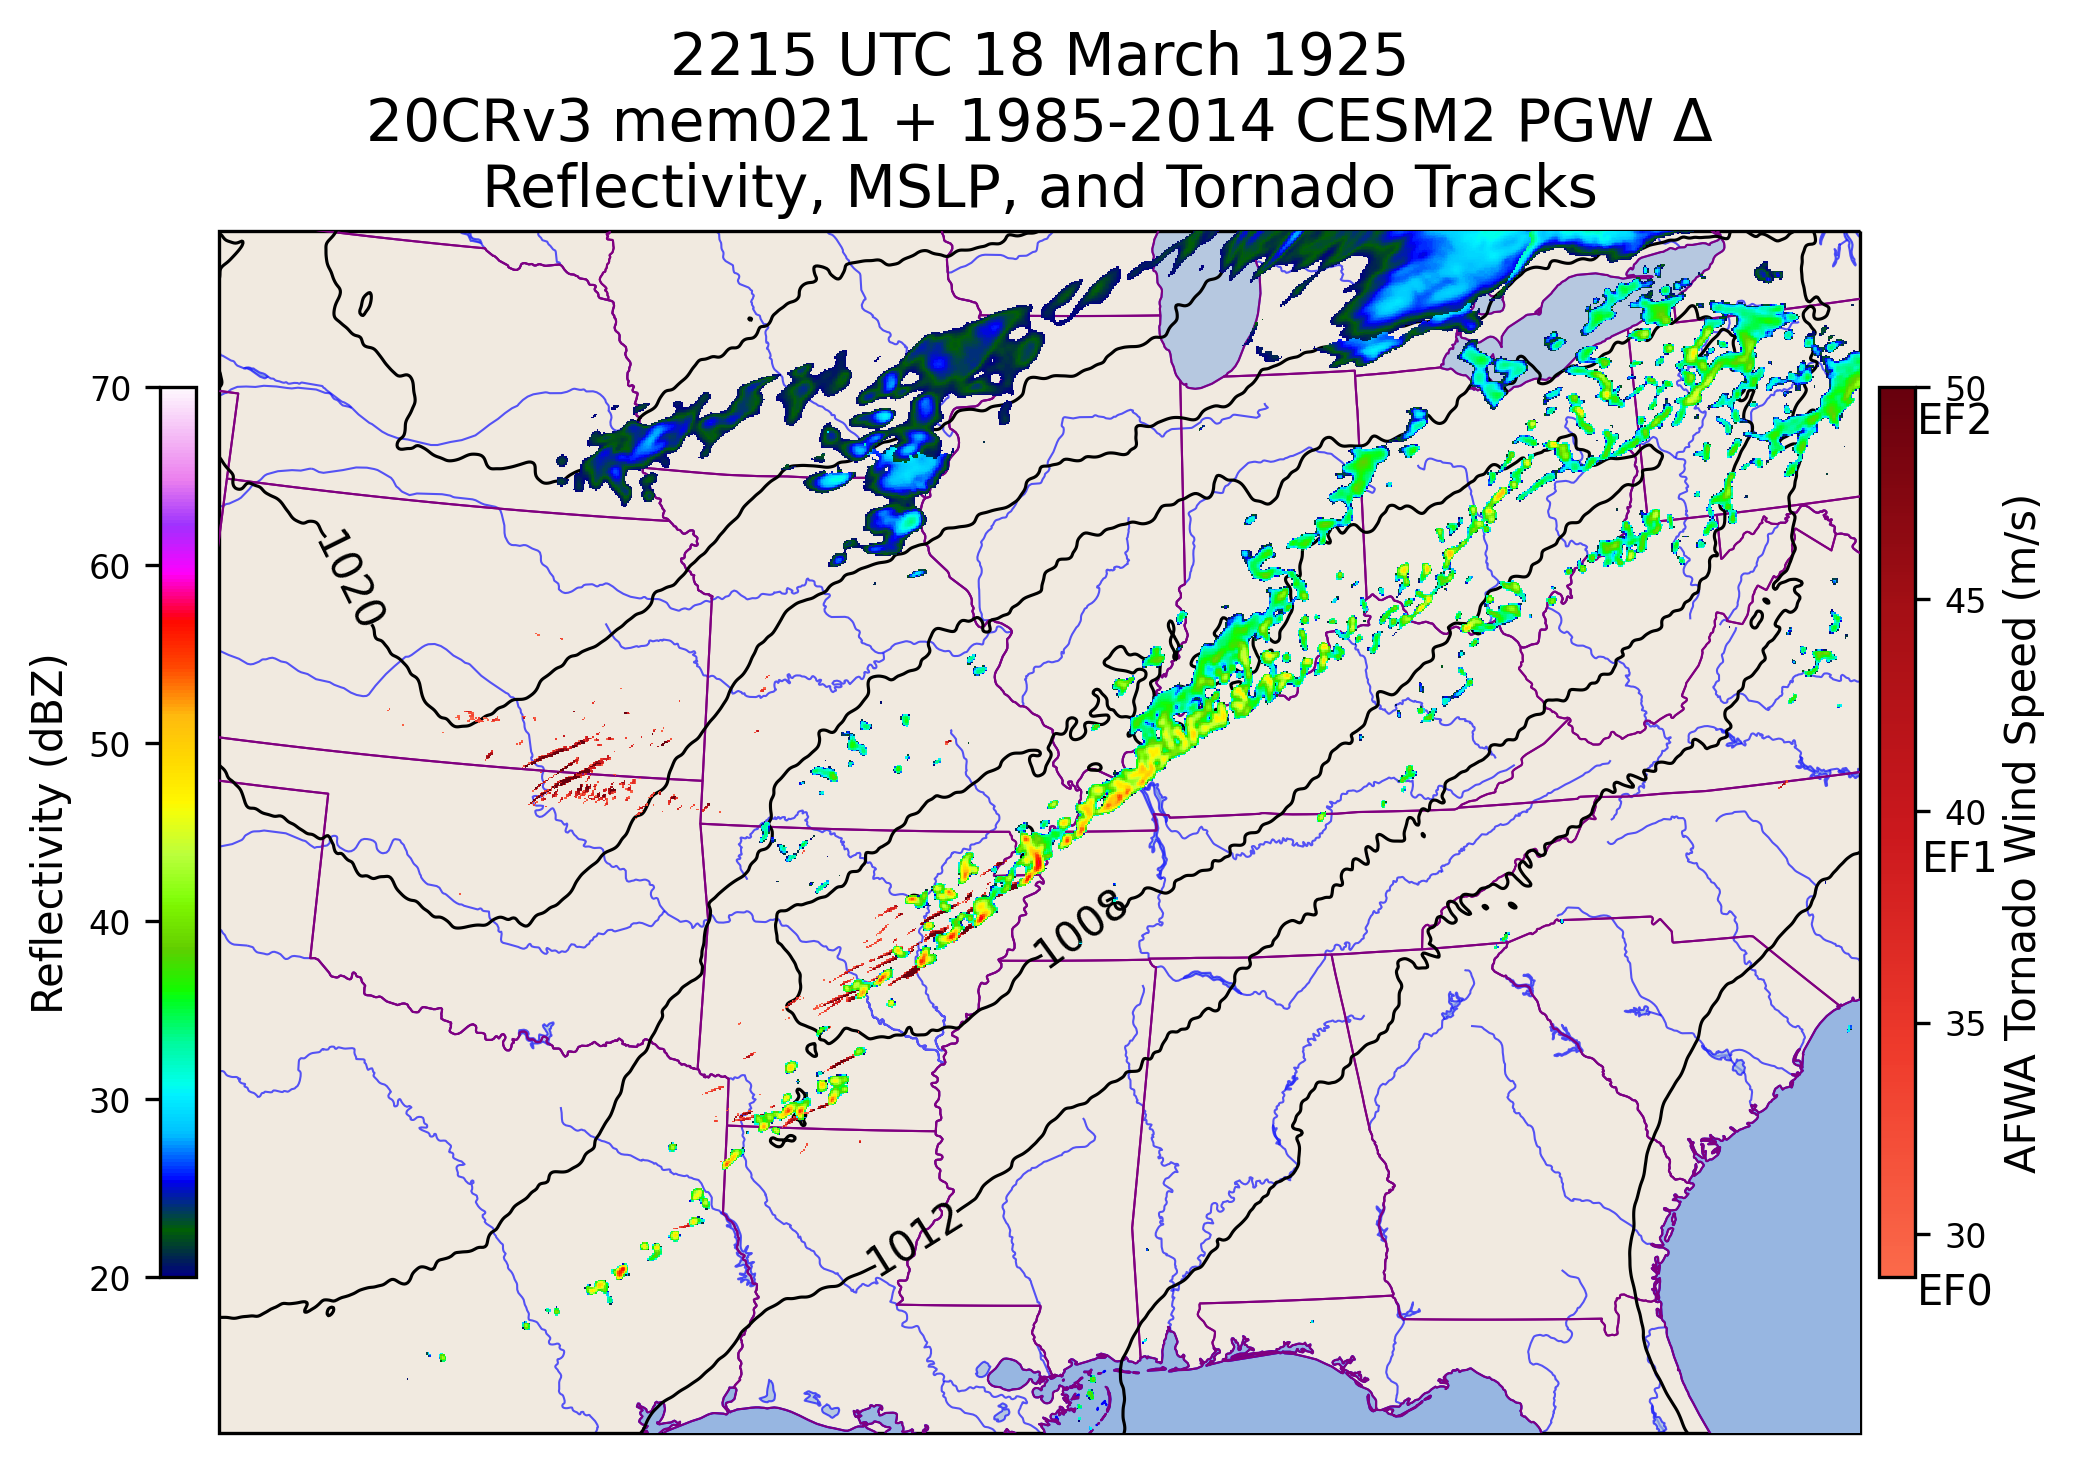 2215 UTC 18 March 1925
20CRv3 mem021 + 1985-2014 CESM2 PGW Δ
Reflectivity, MSLP, and Tornado Tracks
Reflectivity (dBZ)
70
60
50
40
30
20
1020
1008
1012
50
EF2
45
40
EF1
35
30
EF0
AFWA Tornado Wind Speed (m/s)